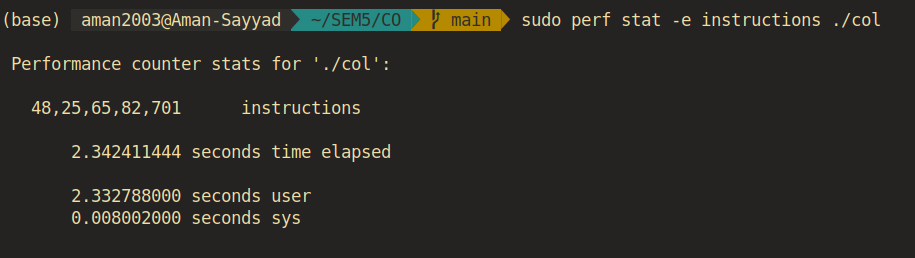 (base) aman2003@Aman-Sayyad ~/SEM5/CO main sudo perf stat -e instructions ./col
Performance counter stats for './col':
48,25,65,82,701 instructions
2.342411444 seconds time elapsed
2.332788000 seconds user
0.008002000 seconds sys